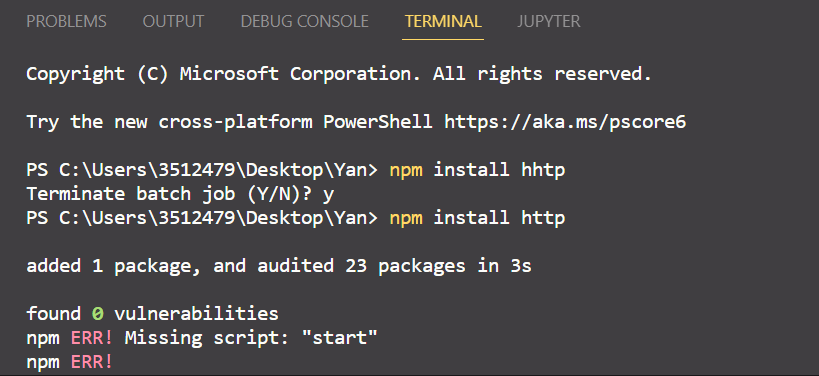 PROBLEMS OUTPUT DEBUG CONSOLE TERMINAL JUPYTER
Copyright (C) Microsoft Corporation. All rights reserved.
Try the new cross-platform PowerShell https://aka.ms/pscore6
PS C:\Users\3512479\Desktop\Yan> npm install hhtp
Terminate batch job (Y/N)? y
PS C:\Users\3512479\Desktop\Yan> npm install http
added 1 package, and audited 23 packages in 3s
found 0 vulnerabilities
npm ERR! Missing script: "start"
npm ERR!